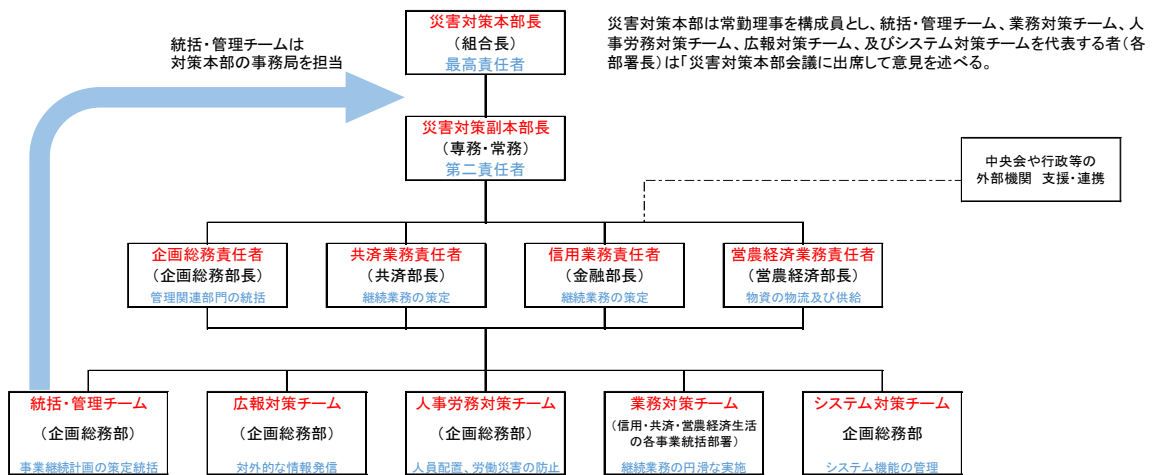 災害対策本部長
(組合長)
最高責任者
統括・管理チームは
対策本部の事務局を担当
災害対策本部は常勤理事を構成員とし、統括・管理チーム、業務対策チーム、人
事労務対策チーム、広報対策チーム、及びシステム対策チームを代表する者(各
部署長)は「災害対策本部会議に出席して意見を述べる。
災害対策副本部長
(専務・常務)
第二責任者
中央会や行政等の
外部機関 支援・連携
企画総務責任者
(企画総務部長)
管理関連部門の統括
共済業務責任者
(共済部長)
継続業務の策定
信用業務責任者
(金融部長)
継続業務の策定
営農経済業務責任者
(営農経済部長)
物資の物流及び供給
統括・管理チーム
(企画総務部)
事業継続計画の策定統括
広報対策チーム
(企画総務部)
対外的な情報発信
人事労務対策チーム
(企画総務部)
人員配置、労働災害の防止
業務対策チーム
(信用・共済・営農経済生活
の各事業統括部署)
継続業務の円滑な実施
システム対策チーム
企画総務部
システム機能の管理